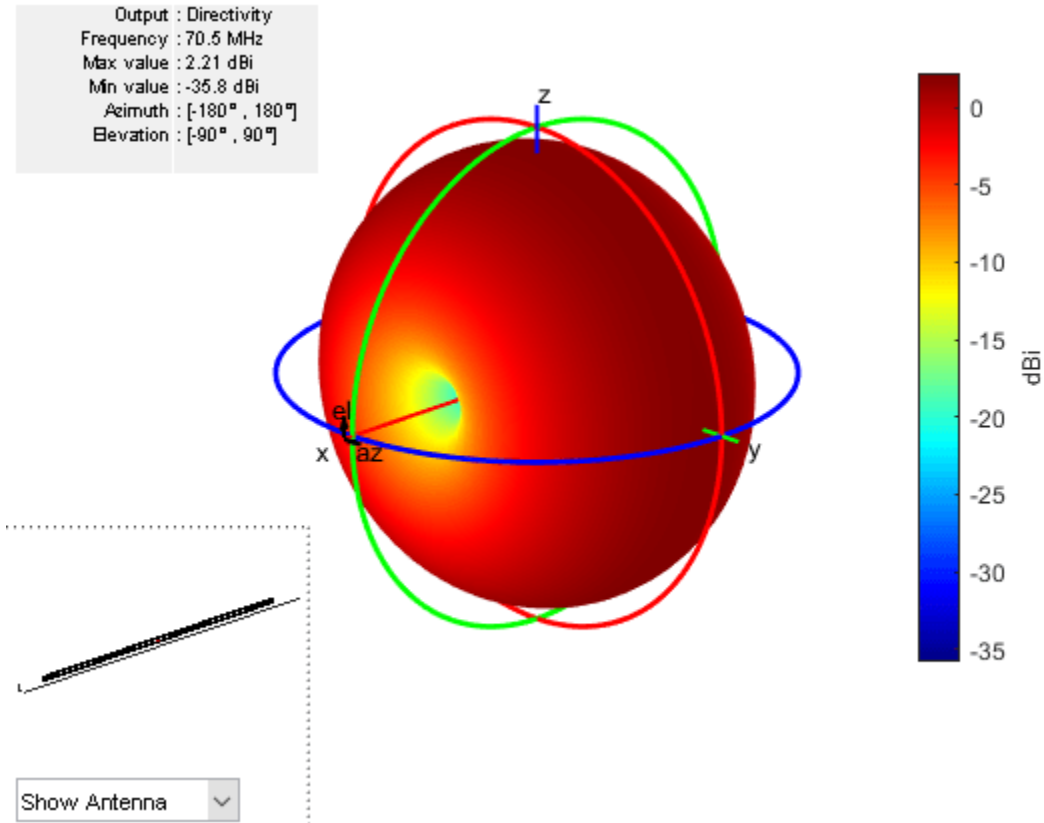 Output : Directivity
Frequency : 70.5 MHz
Max value : 2.21 dBi
Min value : -35.8 dBi
Azimuth : [-180° , 180°]
Elevation : [-90° , 90°]
z
el
x
az
y
0
-5
-10
-15
-20
-25
-30
-35
dBi
Show Antenna